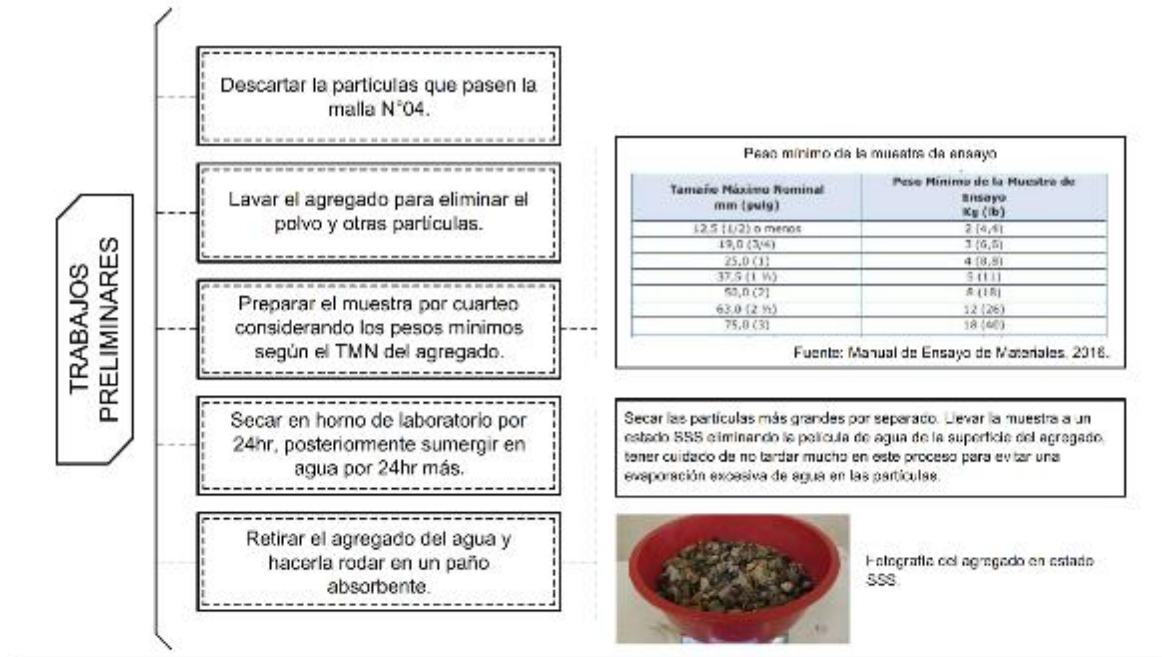 TRABAJOS
PRELIMINARES
Descartar la partículas que pasen la
malla N°04.
Lavar el agregado para eliminar el
polvo y otras partículas.
Preparar el muestra por cuarteo
considerando los pesos mínimos
según el TMN del agregado.
Peso mínimo de la muestra de ensayo
Tamaño Máximo Nominal
mm (pulg)
Peso Mínimo de la Muestra de
Ensayo
Kg (lb)
12,5 (1/2) o menos 2 (4,4)
19,0 (3/4) 3 (6,6)
25,0 (1) 4 (8,8)
37,5 (1 ½) 5 (11)
50,0 (2) 8 (18)
63,0 (2 ½) 12 (26)
75,0 (3) 18 (40)
Fuente: Manual de Ensayo de Materiales, 2016.
Secar en horno de laboratorio por
24hr, posteriormente sumergir en
agua por 24hr más.
Secar las partículas más grandes por separado. Llevar la muestra a un
estado SSS eliminando la película de agua de la superficie del agregado,
tener cuidado de no tardar mucho en este proceso para evitar una
evaporación excesiva de agua en las partículas.
Retirar el agregado del agua y
hacerla rodar en un paño
absorbente.
Fotografía del agregado en estado
SSS.